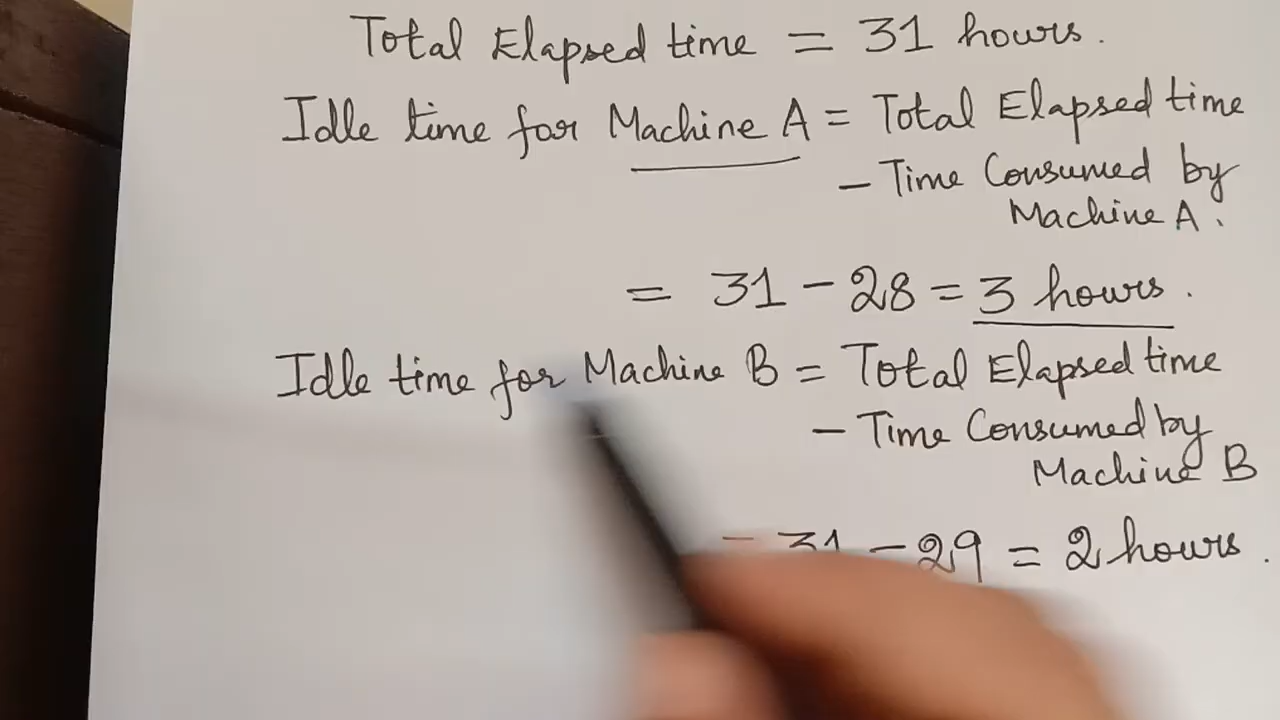 Total Elapsed time = 31 hours.
Idle time for Machine A = Total Elapsed time
- Time Consumed by
Machine A.
= 31 - 28 = 3 hours.
Idle time for Machine B = Total Elapsed time
- Time Consumed by
Machine B
= 31 - 29 = 2 hours.